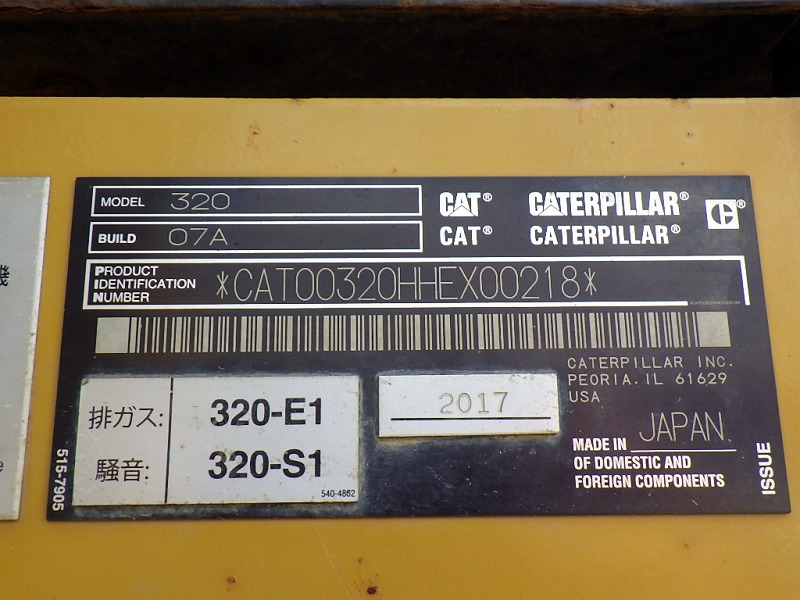 MODEL 320
CAT® CATERPILLAR® C®
BUILD 07A
CAT® CATERPILLAR®
PRODUCT
IDENTIFICATION
NUMBER
*CAT00320HHEX00218*
CATERPILLAR INC.
PEORIA. IL 61629
USA
排ガス: 320-E1
騒音: 320-S1
540-4862
2017
MADE IN JAPAN.
OF DOMESTIC AND
FOREIGN COMPONENTS
515-7905
ISSUE
機
e